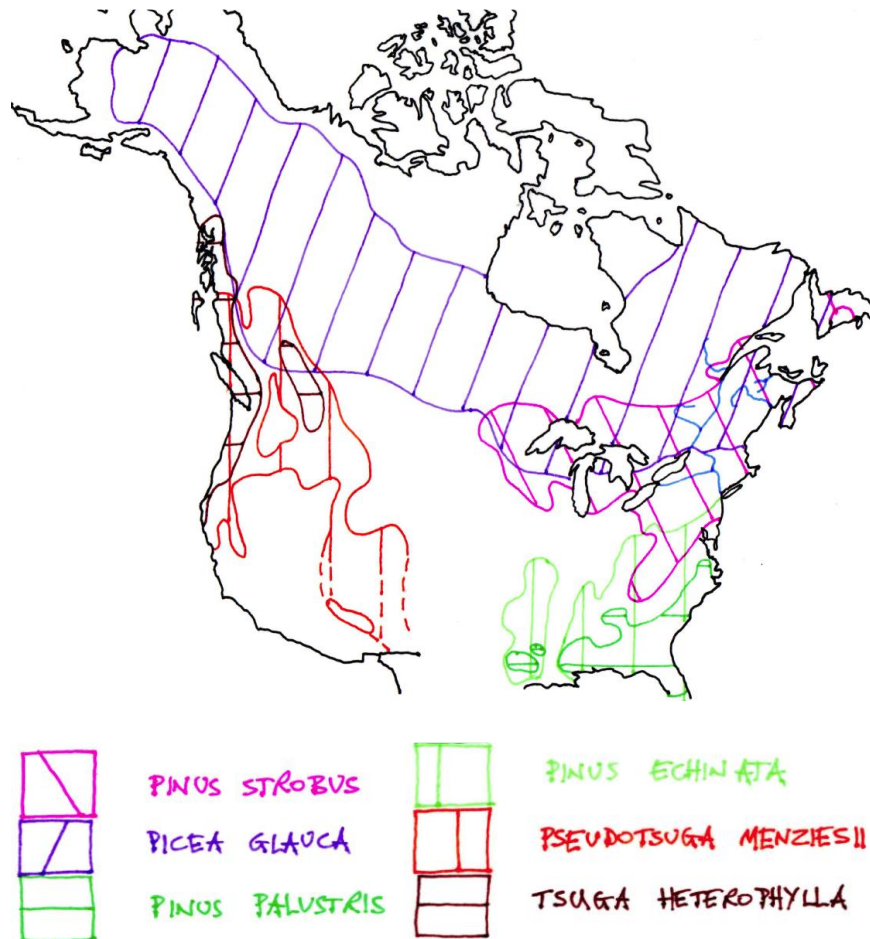 PINUS STROBUS
PICEA GLAUCA
PINUS PALUSTRIS
PINUS ECHINATA
PSEUDOTSUGA MENZIESII
TSUGA HETEROPHYLLA